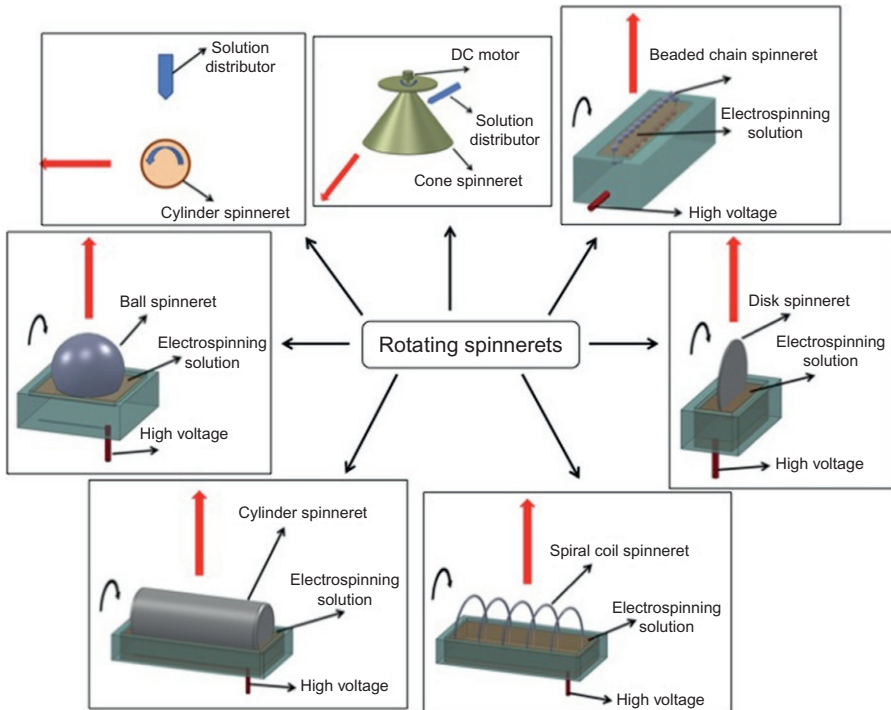 Solution
distributor
Cylinder spinneret
DC motor
Solution
distributor
Cone spinneret
Beaded chain spinneret
Electrospinning
solution
High voltage
Ball spinneret
Electrospinning
solution
High voltage
Rotating spinnerets
Disk spinneret
Electrospinning
solution
High voltage
Cylinder spinneret
Electrospinning
solution
High voltage
Spiral coil spinneret
Electrospinning
solution
High voltage